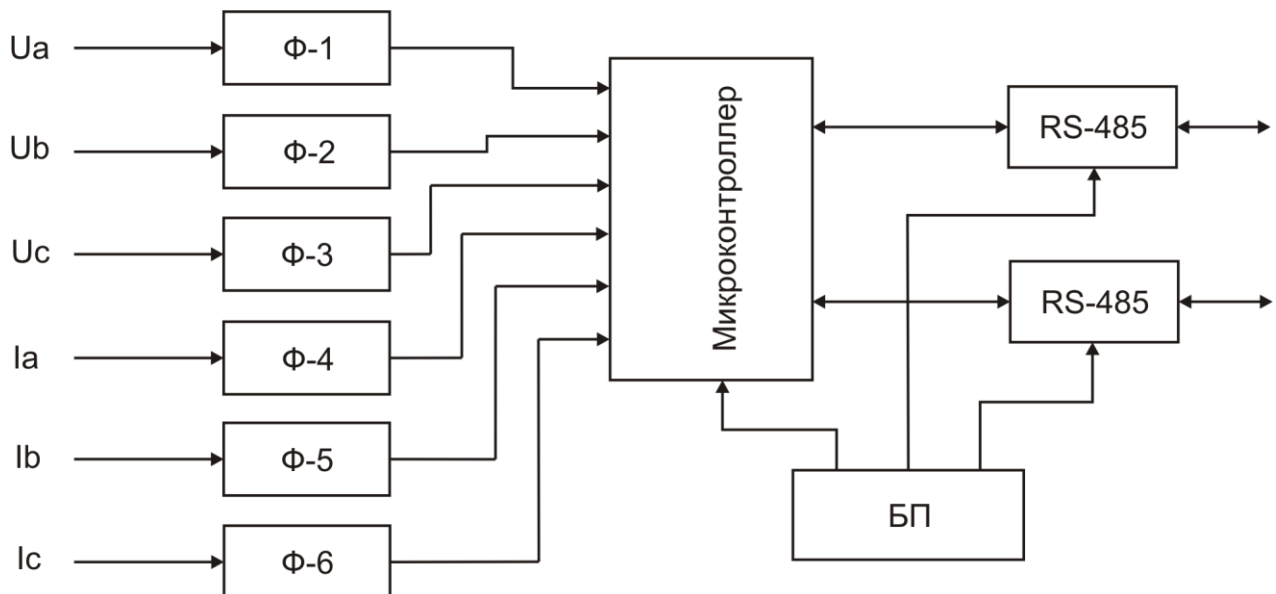 Ua
Ф-1
Ub
Ф-2
Uc
Ф-3
Ia
Ф-4
Ib
Ф-5
Ic
Ф-6
Микроконтроллер
RS-485
RS-485
БП